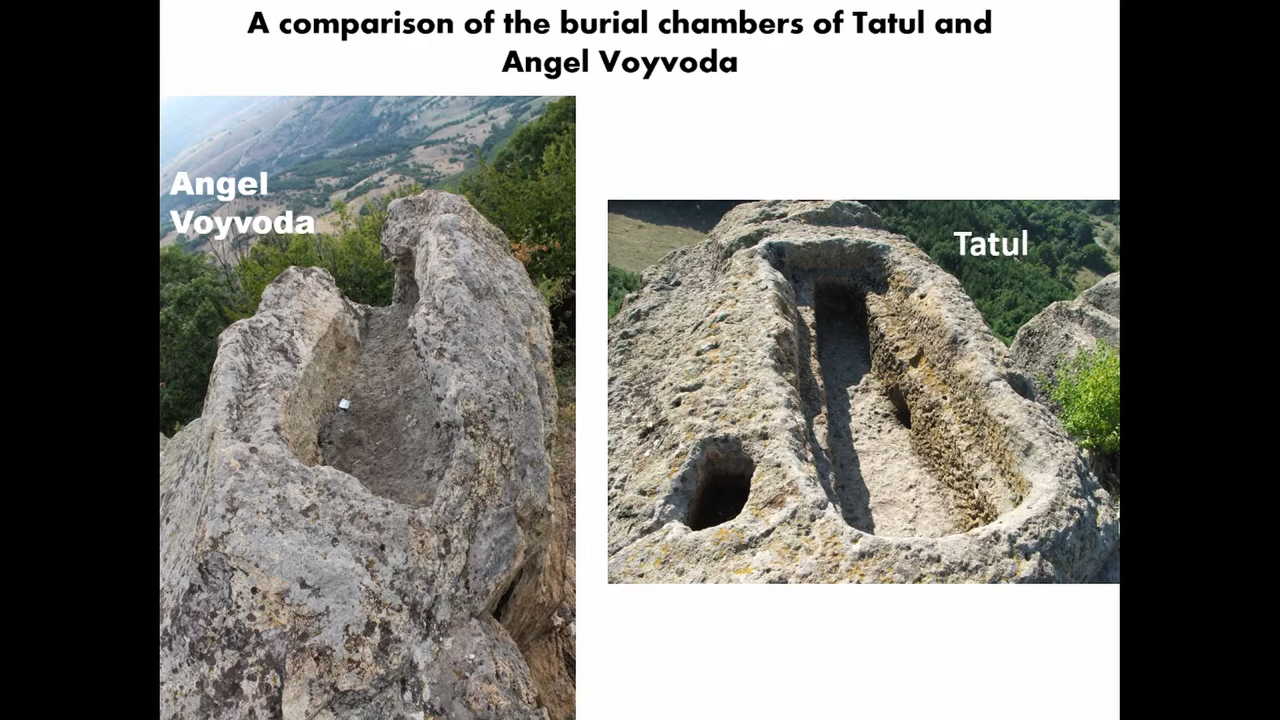 A comparison of the burial chambers of Tatul and
Angel Voyvoda
Angel
Voyvoda
Tatul